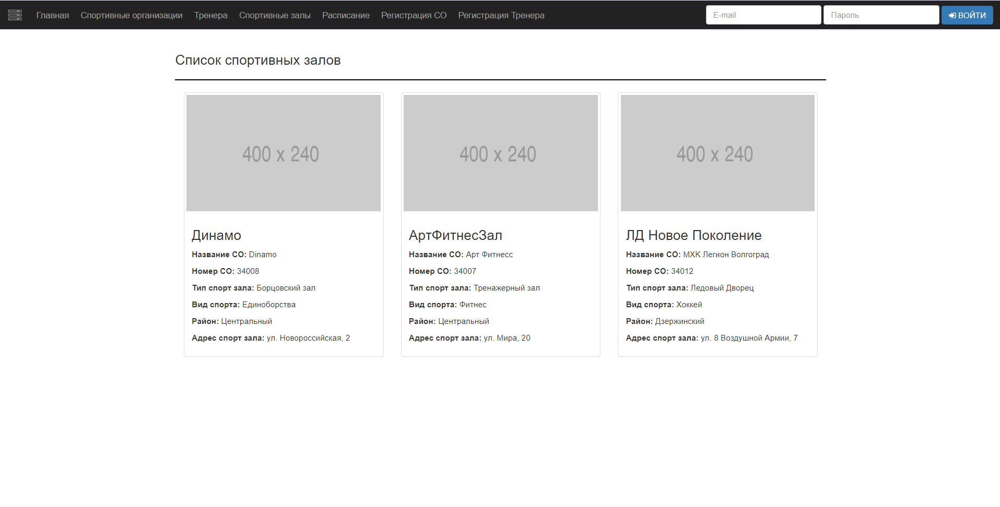 Главная Спортивные организации Тренера Спортивные залы Расписание Регистрация СО Регистрация Тренера E-mail Пароль ВОЙТИ
Список спортивных залов
400 x 240
Динамо
Название СО: Dinamo
Номер СО: 34008
Тип спорт зала: Борцовский зал
Вид спорта: Единоборства
Район: Центральный
Адрес спорт зала: ул. Новороссийская, 2
400 x 240
АртФитнесЗал
Название СО: Арт Фитнесс
Номер СО: 34007
Тип спорт зала: Тренажерный зал
Вид спорта: Фитнес
Район: Центральный
Адрес спорт зала: ул. Мира, 20
400 x 240
ЛД Новое Поколение
Название СО: МХК Легион Волгоград
Номер СО: 34012
Тип спорт зала: Ледовый Дворец
Вид спорта: Хоккей
Район: Дзержинский
Адрес спорт зала: ул. 8 Воздушной Армии, 7